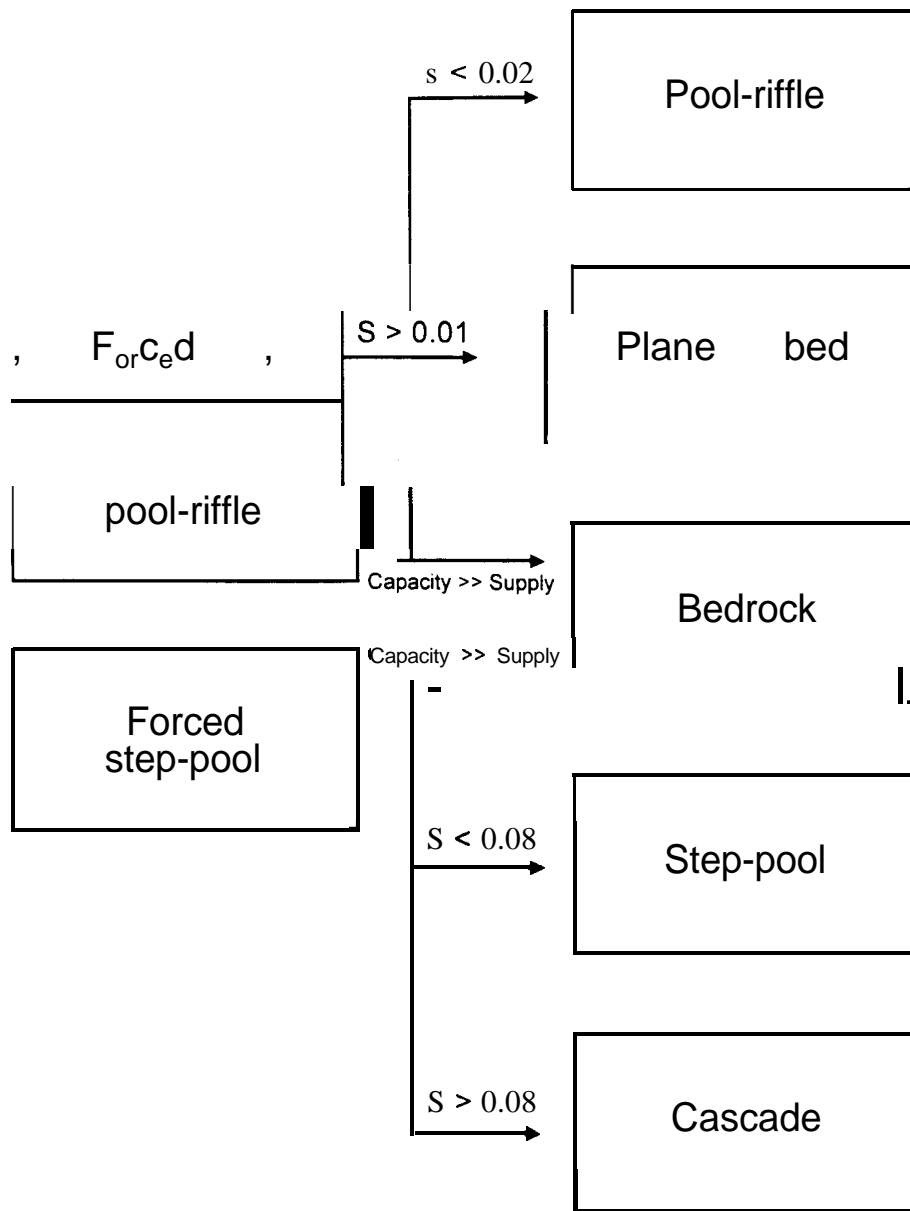 s < 0.02
Pool-riffle
, Forced ,
S > 0.01
Plane bed
pool-riffle
Capacity >> Supply
Bedrock
Capacity >> Supply
Forced
step-pool
S < 0.08
Step-pool
S > 0.08
Cascade